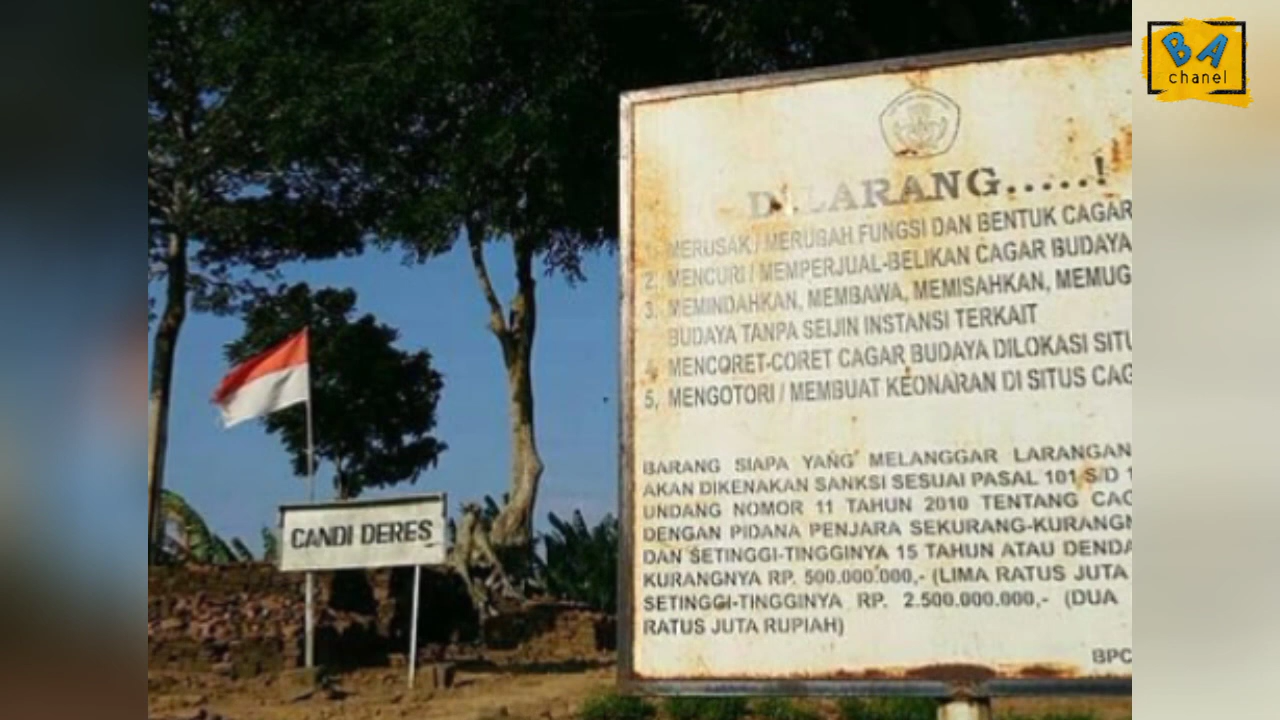 BA
chanel
DILARANG.....!
1. MERUSAK / MERUBAH FUNGSI DAN BENTUK CAGAR
2. MENCURI / MEMPERJUAL-BELIKAN CAGAR BUDAYA
3. MEMINDAHKAN, MEMBAWA, MEMISAHKAN, MEMUG
BUDAYA TANPA SEIJIN INSTANSI TERKAIT
4. MENCORET-CORET CAGAR BUDAYA DILOKASI SITU
5, MENGOTORI / MEMBUAT KEONARAN DI SITUS CAG
BARANG SIAPA YANG MELANGGAR LARANGAN
AKAN DIKENAKAN SANKSI SESUAI PASAL 101 S/D 1
UNDANG NOMOR 11 TAHUN 2010 TENTANG CAG
DENGAN PIDANA PENJARA SEKURANG-KURANGN
DAN SETINGGI-TINGGINYA 15 TAHUN ATAU DENDA
KURANGNYA RP. 500.000.000,- (LIMA RATUS JUTA
SETINGGI-TINGGINYA RP. 2.500.000.000,- (DUA
RATUS JUTA RUPIAH)
BPC
CANDI DERES